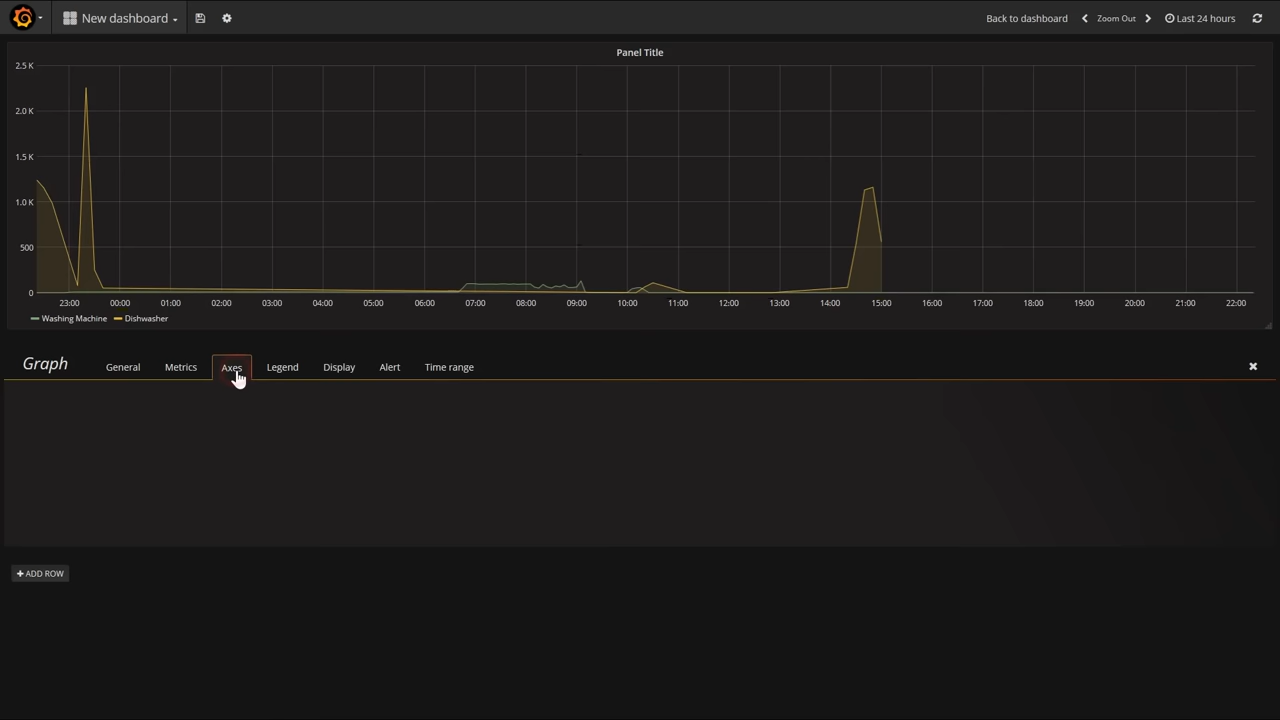 New dashboard
Back to dashboard
Zoom Out
Last 24 hours
Panel Title
2.5 K
2.0 K
1.5 K
1.0 K
500
0
23:00 00:00 01:00 02:00 03:00 04:00 05:00 06:00 07:00 08:00 09:00 10:00 11:00 12:00 13:00 14:00 15:00 16:00 17:00 18:00 19:00 20:00 21:00 22:00
Washing Machine Dishwasher
Graph General Metrics Axes Legend Display Alert Time range
ADD ROW